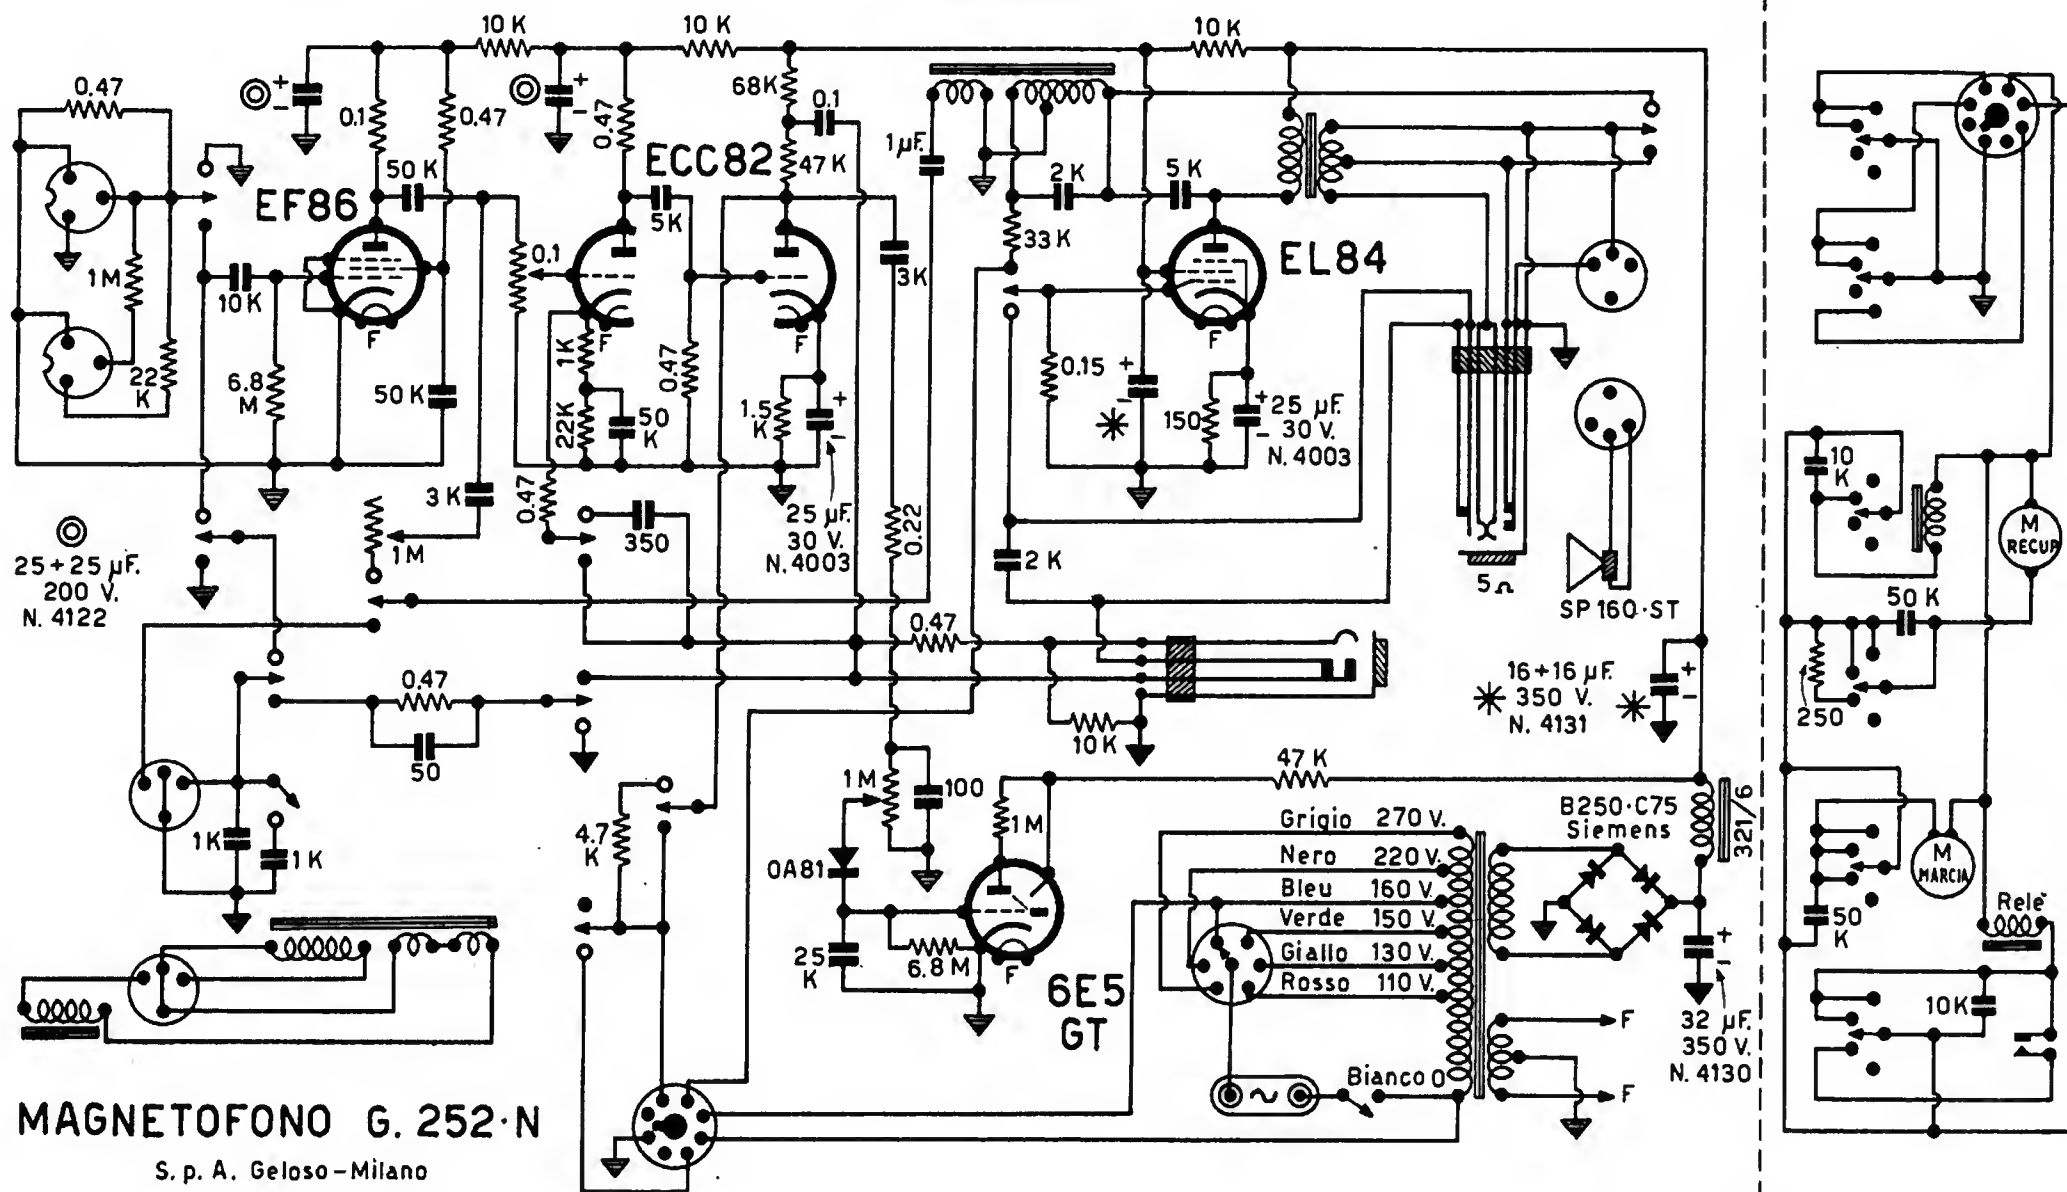 10 K
10 K
10 K
0.47
+
-
+
-
68K
0.1
0.1
0.47
0.47
1 µF.
ECC82
47 K
50 K
2 K
5 K
EF86
5K
33 K
EL84
1M
0.1
3K
10K
F
F
F
F
1K
0.47
0.15
+
-
22
K
6.8
M
50 K
22K
50
K
1.5
K
+
-
150
+
-
25 µF.
30 V.
N. 4003
10
K
3 K
0.47
350
25 µF.
30 V.
N. 4003
0.22
M
RECUP
25+25 µF.
200 V.
N. 4122
1M
2 K
5 Ω
SP 160·ST
50 K
0.47
0.47
16+16 µF.
350 V.
N. 4131
+
-
250
50
10K
47 K
1M
100
1M
B250·C75
Siemens
321/6
1K
1K
4.7
K
OA81
Grigio 270 V.
Nero 220 V.
Bleu 160 V.
Verde 150 V.
Giallo 130 V.
Rosso 110 V.
M
MARCIA
Relè
50
K
25
K
6.8 M
F
6E5
GT
+
-
10K
F
32 µF.
350 V.
N. 4130
Bianco 0
F
MAGNETOFONO G. 252·N
S. p. A. Geloso – Milano